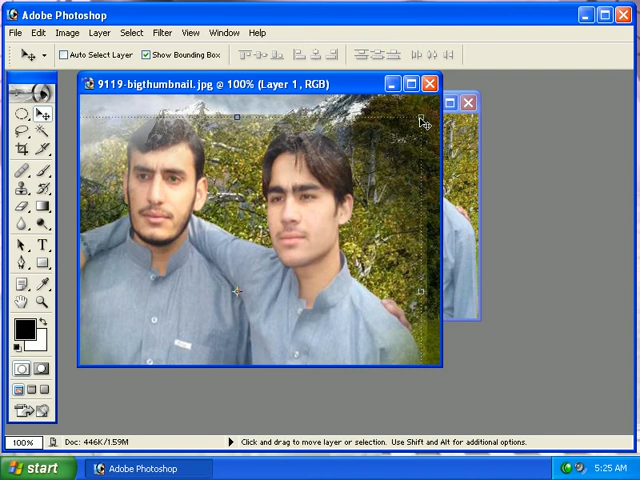 Adobe Photoshop
File Edit Image Layer Select Filter View Window Help
Auto Select Layer Show Bounding Box
9119-bigthumbnail.jpg @ 100% (Layer 1, RGB)
T
100% Doc: 446K/1.59M Click and drag to move layer or selection. Use Shift and Alt for additional options.
start Adobe Photoshop 5:25 AM